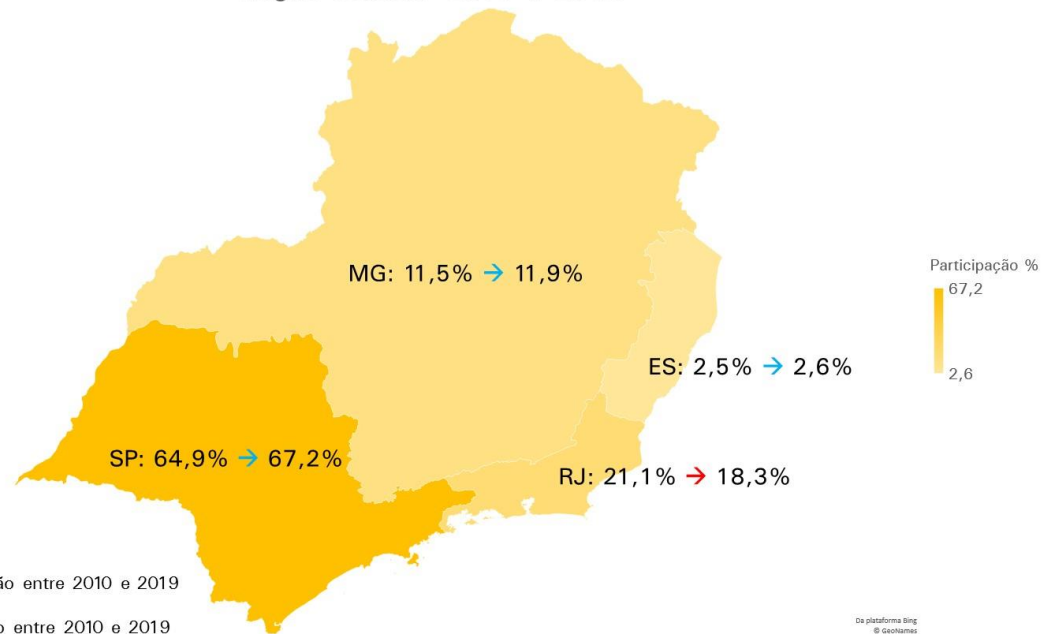 MG: 11,5% → 11,9%
Participação %
67,2
2,6
ES: 2,5% → 2,6%
SP: 64,9% → 67,2%
RJ: 21,1% → 18,3%
entre 2010 e 2019
entre 2010 e 2019
Da plataforma Bing
© GeoNames